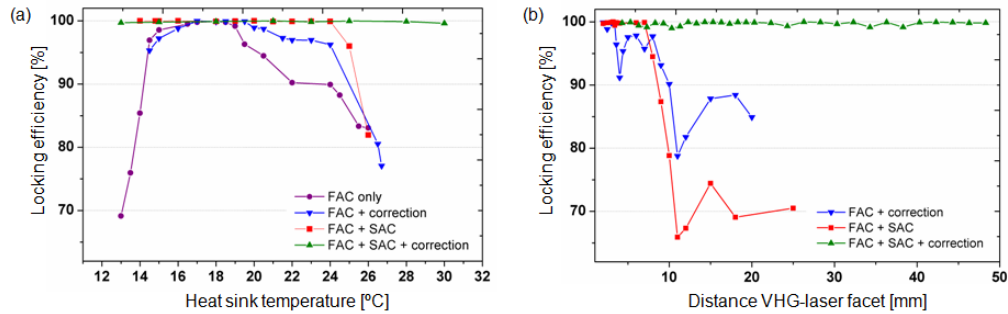 (a)
Locking efficiency [%]
100
90
80
70
12 14 16 18 20 22 24 26 28 30 32
Heat sink temperature [ºC]
FAC only
FAC + correction
FAC + SAC
FAC + SAC + correction
(b)
Locking efficiency [%]
100
90
80
70
10 20 30 40 50
Distance VHG-laser facet [mm]
FAC + correction
FAC + SAC
FAC + SAC + correction